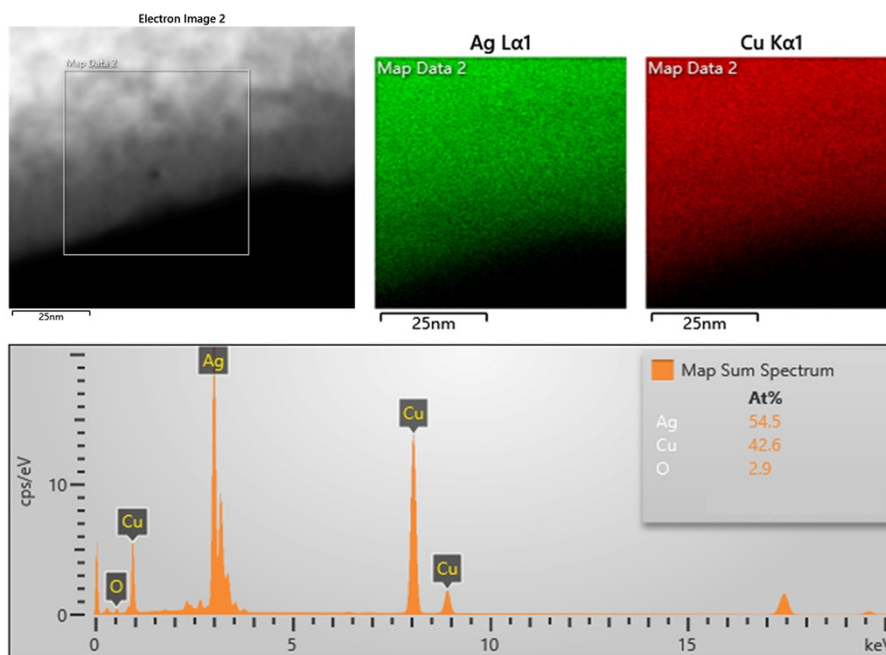 Electron Image 2
Map Data 2
25nm
Ag Lα1
Map Data 2
25nm
Cu Kα1
Map Data 2
25nm
Map Sum Spectrum
At%
Ag 54.5
Cu 42.6
O 2.9
cps/eV
10
0
O
Cu
Ag
Cu
Cu
0 5 10 15 keV